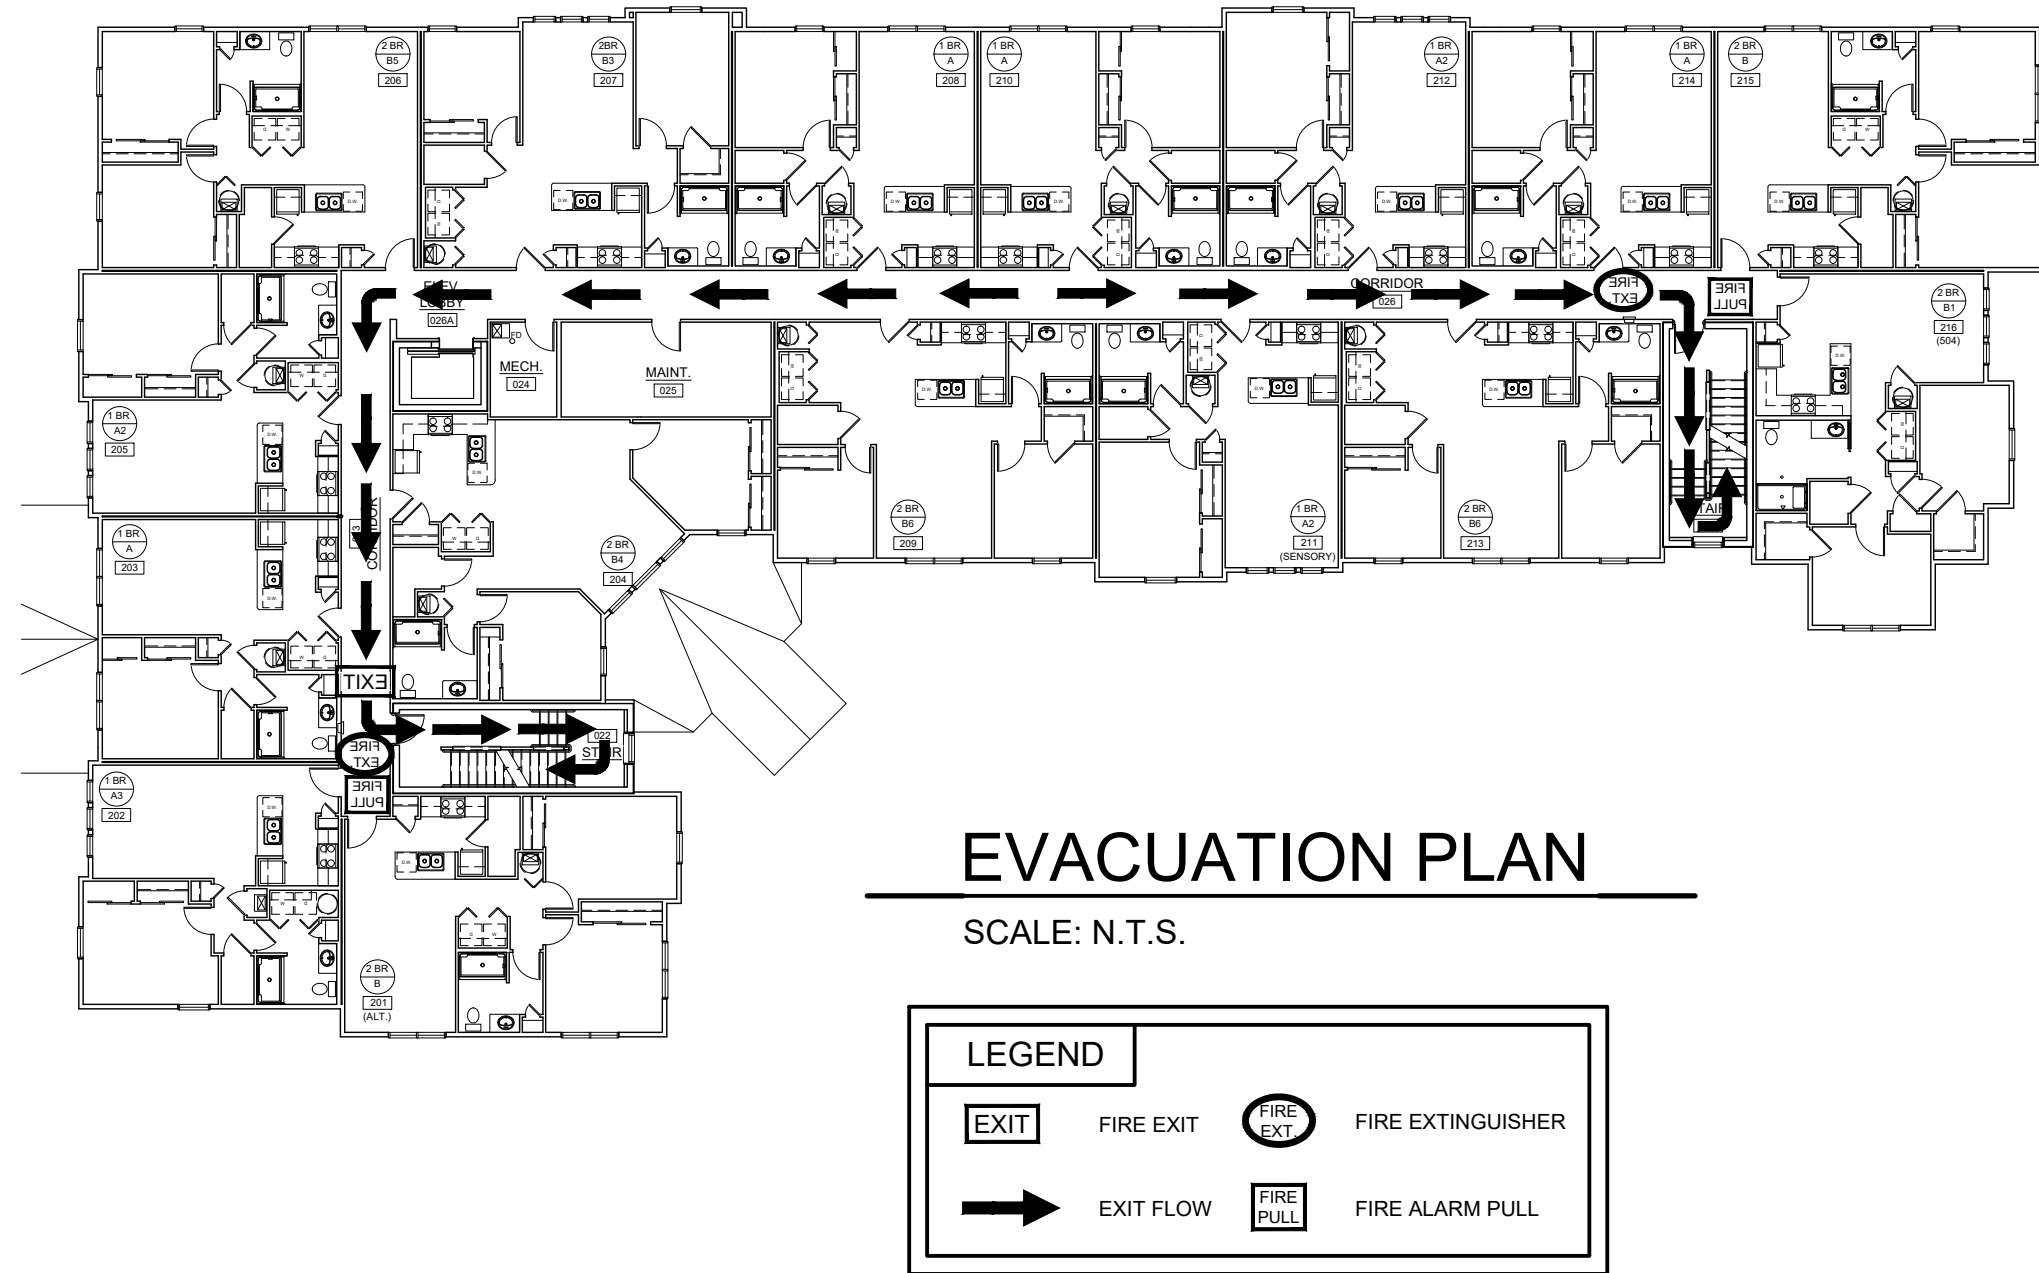 2 BR
B5
206
2BR
B3
207
1 BR
A
208
1 BR
A
210
1 BR
A2
212
1 BR
A
214
2 BR
B
215
ELEV.
LOBBY
026A
CORRIDOR
026
FIRE
EXT.
FIRE
PULL
2 BR
B1
216
(504)
FD
MECH.
024
MAINT.
025
1 BR
A2
205
1 BR
A
203
CORRIDOR
2 BR
B4
204
2 BR
B6
209
1 BR
A2
211
(SENSORY)
2 BR
B6
213
STAIR
EXIT
FIRE
EXT.
FIRE
PULL
022
STAIR
1 BR
A3
202
2 BR
B
201
(ALT.)
EVACUATION PLAN
SCALE: N.T.S.
LEGEND
EXIT FIRE EXIT
FIRE
EXT.
FIRE EXTINGUISHER
EXIT FLOW
FIRE
PULL
FIRE ALARM PULL